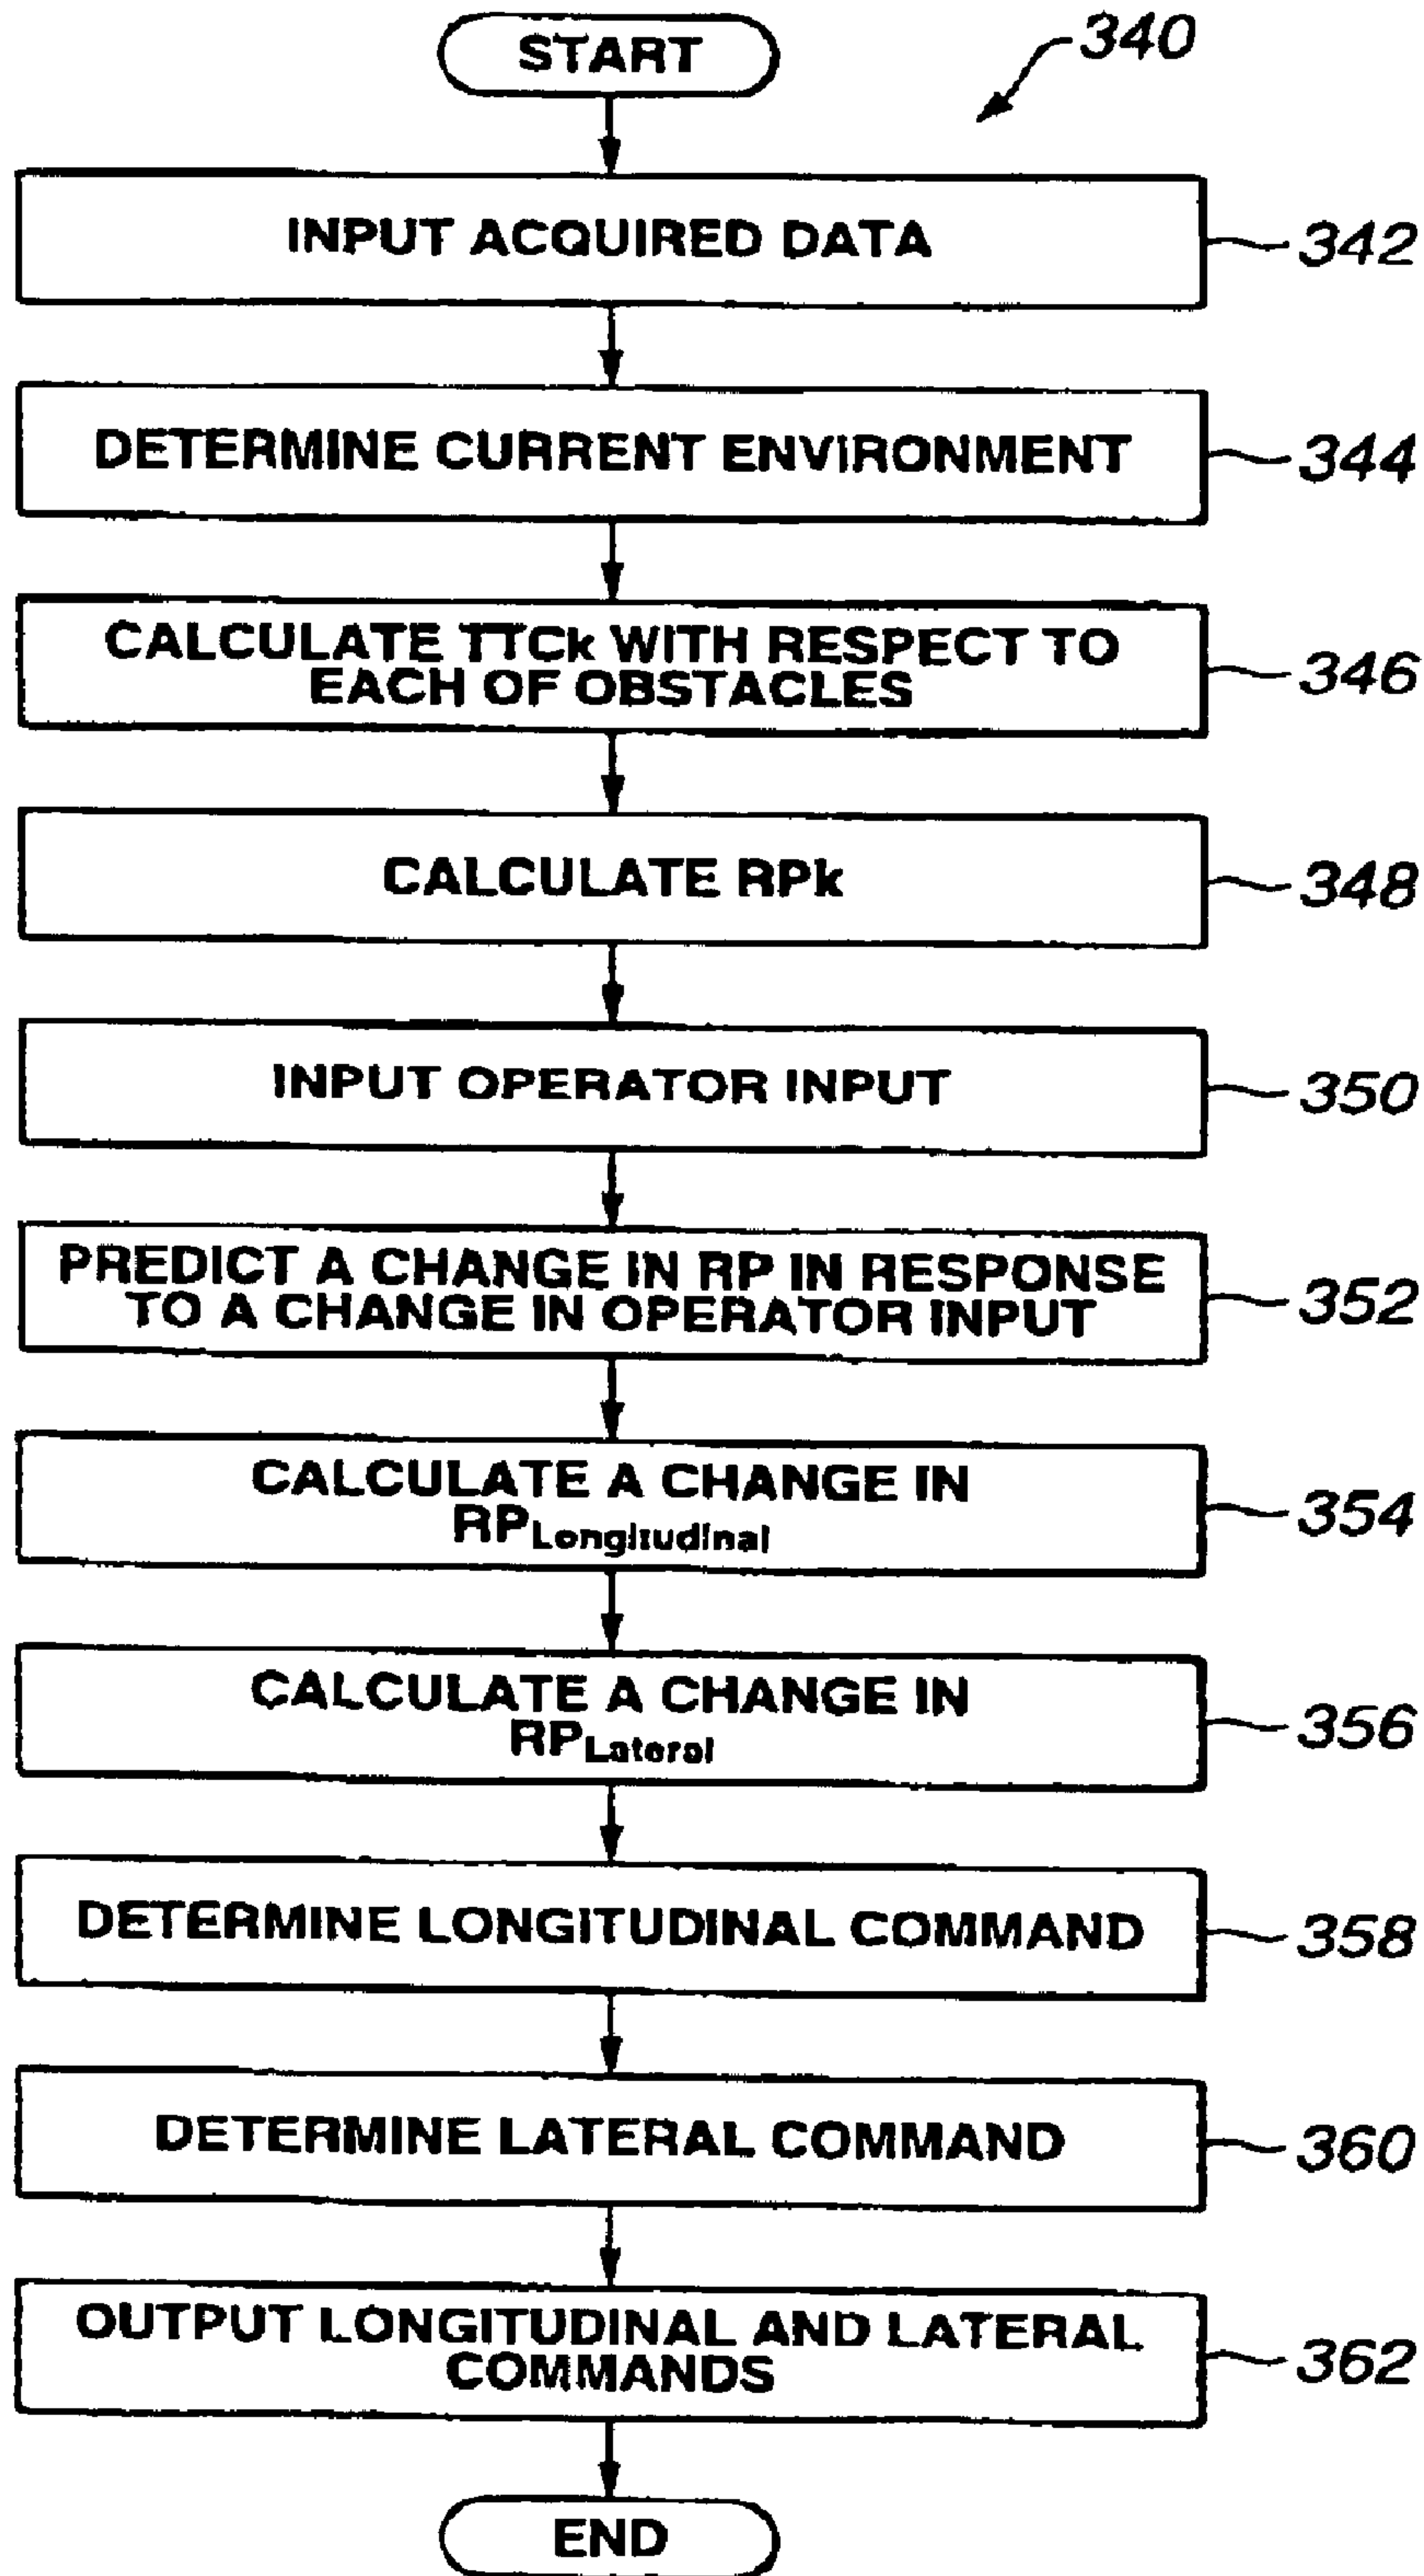 START
340
INPUT ACQUIRED DATA
342
DETERMINE CURRENT ENVIRONMENT
344
CALCULATE TTCk WITH RESPECT TO
EACH OF OBSTACLES
346
CALCULATE RPk
348
INPUT OPERATOR INPUT
350
PREDICT A CHANGE IN RP IN RESPONSE
TO A CHANGE IN OPERATOR INPUT
352
CALCULATE A CHANGE IN
RPLongitudinal
354
CALCULATE A CHANGE IN
RPLateral
356
DETERMINE LONGITUDINAL COMMAND
358
DETERMINE LATERAL COMMAND
360
OUTPUT LONGITUDINAL AND LATERAL
COMMANDS
362
END